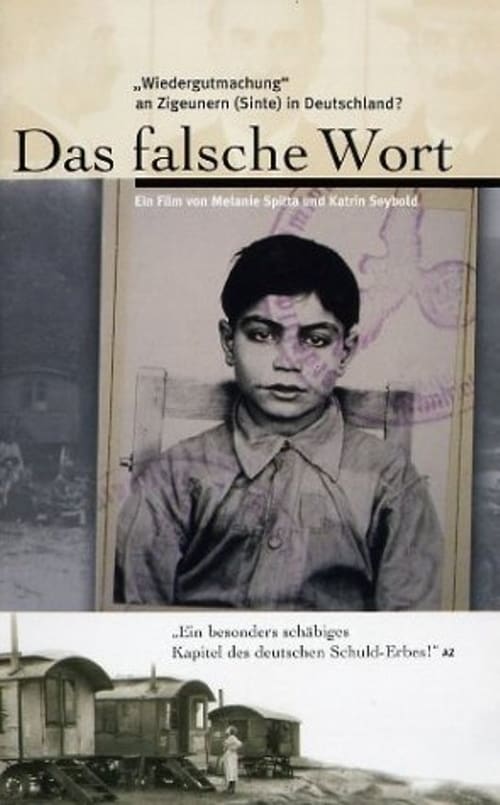 „Wiedergutmachung“
an Zigeunern (Sinte) in Deutschland?
Das falsche Wort
Ein Film von Melanie Spitta und Katrin Seybold
„Ein besonders schäbiges
Kapitel des deutschen Schuld-Erbes!“ AZ